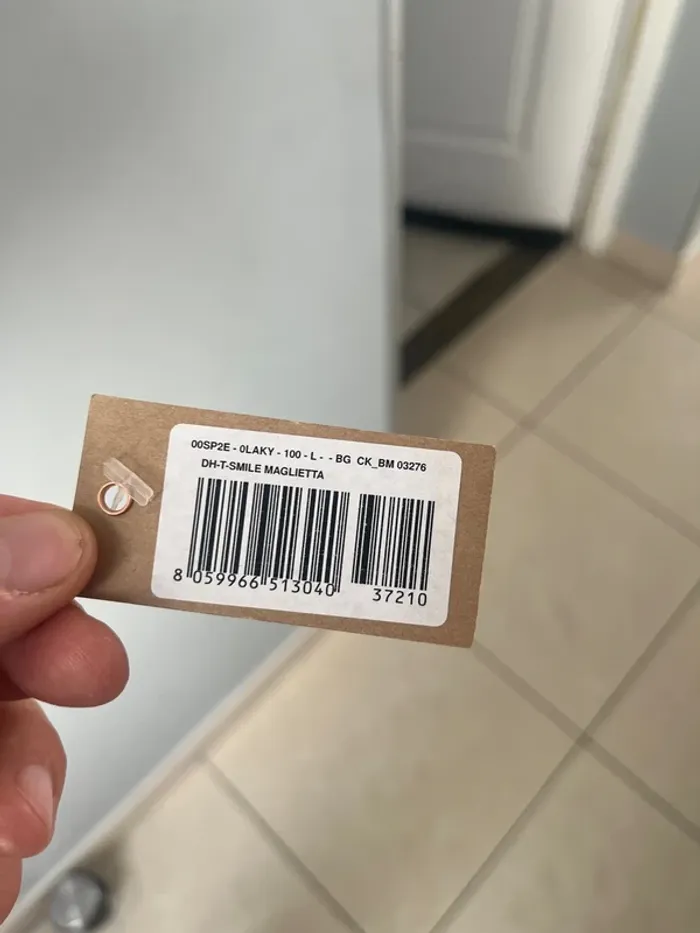 00SP2E - 0LAKY - 100 - L - - BG CK_BM 03276
DH-T-SMILE MAGLIETTA
8 059966 513040 37210